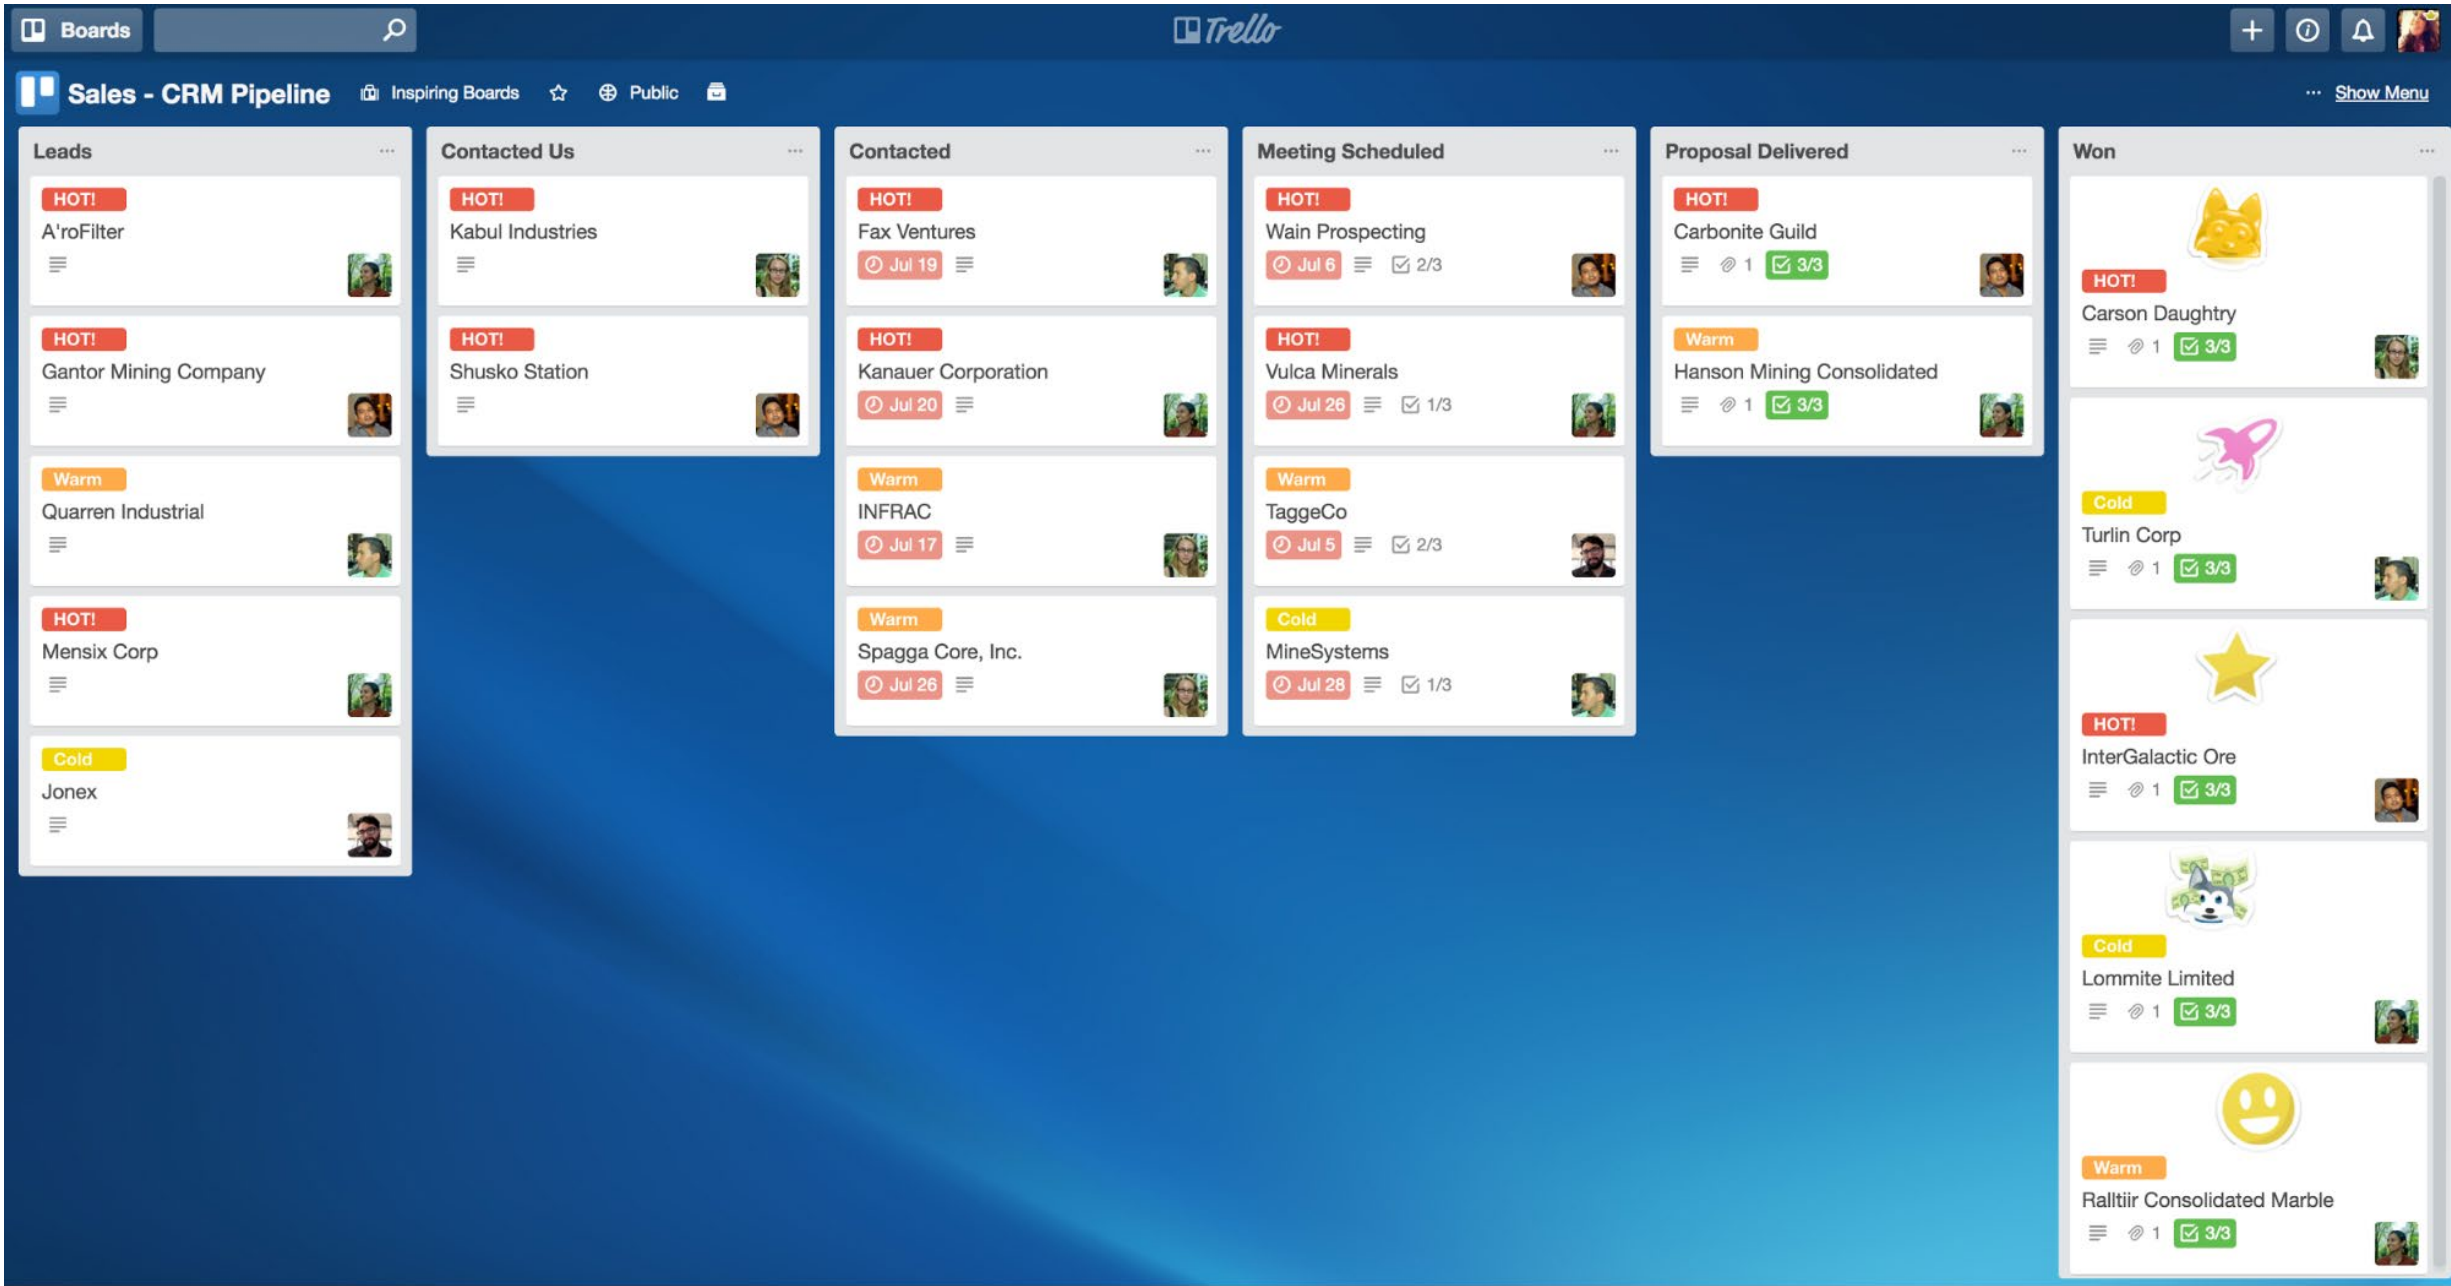 Boards
Trello
Sales - CRM Pipeline
Inspiring Boards
Public
... Show Menu
Leads
HOT!
A'roFilter
HOT!
Gantor Mining Company
Warm
Quarren Industrial
HOT!
Mensix Corp
Cold
Jonex
Contacted Us
HOT!
Kabul Industries
HOT!
Shusko Station
Contacted
HOT!
Fax Ventures
Jul 19
HOT!
Kanauer Corporation
Jul 20
Warm
INFRAC
Jul 17
Warm
Spagga Core, Inc.
Jul 26
Meeting Scheduled
HOT!
Wain Prospecting
Jul 6 2/3
HOT!
Vulca Minerals
Jul 26 1/3
Warm
TaggeCo
Jul 5 2/3
Cold
MineSystems
Jul 28 1/3
Proposal Delivered
HOT!
Carbonite Guild
1 3/3
Warm
Hanson Mining Consolidated
1 3/3
Won
HOT!
Carson Daughtry
1 3/3
Cold
Turlin Corp
1 3/3
HOT!
InterGalactic Ore
1 3/3
Cold
Lommite Limited
1 3/3
Warm
Ralltiir Consolidated Marble
1 3/3